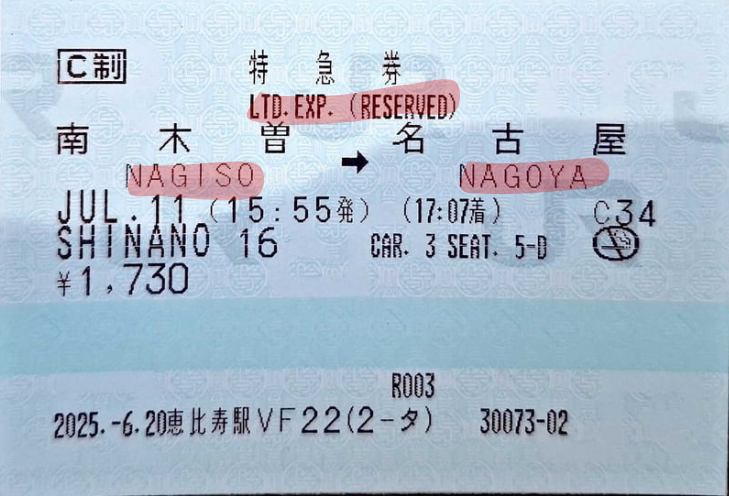 C制 特急券
LTD. EXP. (RESERVED)
南木曽 ➡ 名古屋
NAGISO NAGOYA
JUL. 11 (15:55発) (17:07着) C34
SHINANO 16 CAR. 3 SEAT. 5-D
¥1,730
R003
2025.-6.20恵比寿駅VF22(2-タ) 30073-02